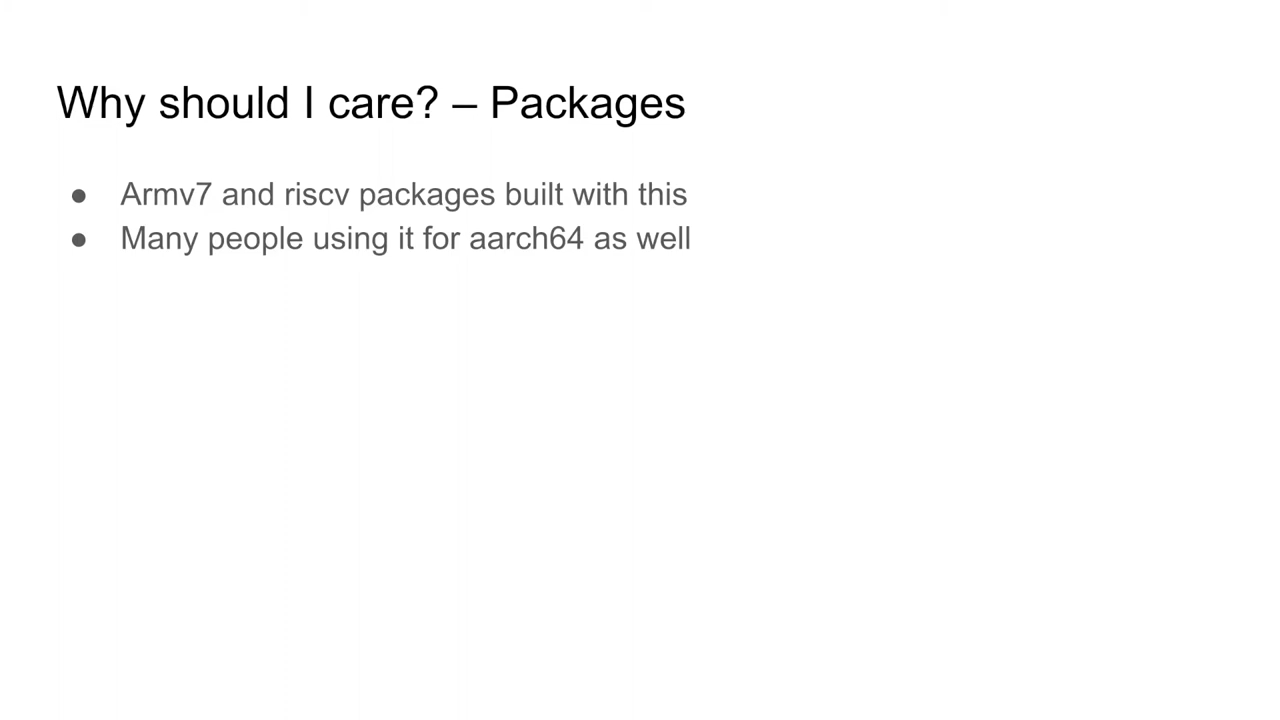 Why should I care? – Packages
● Armv7 and riscv packages built with this
● Many people using it for aarch64 as well